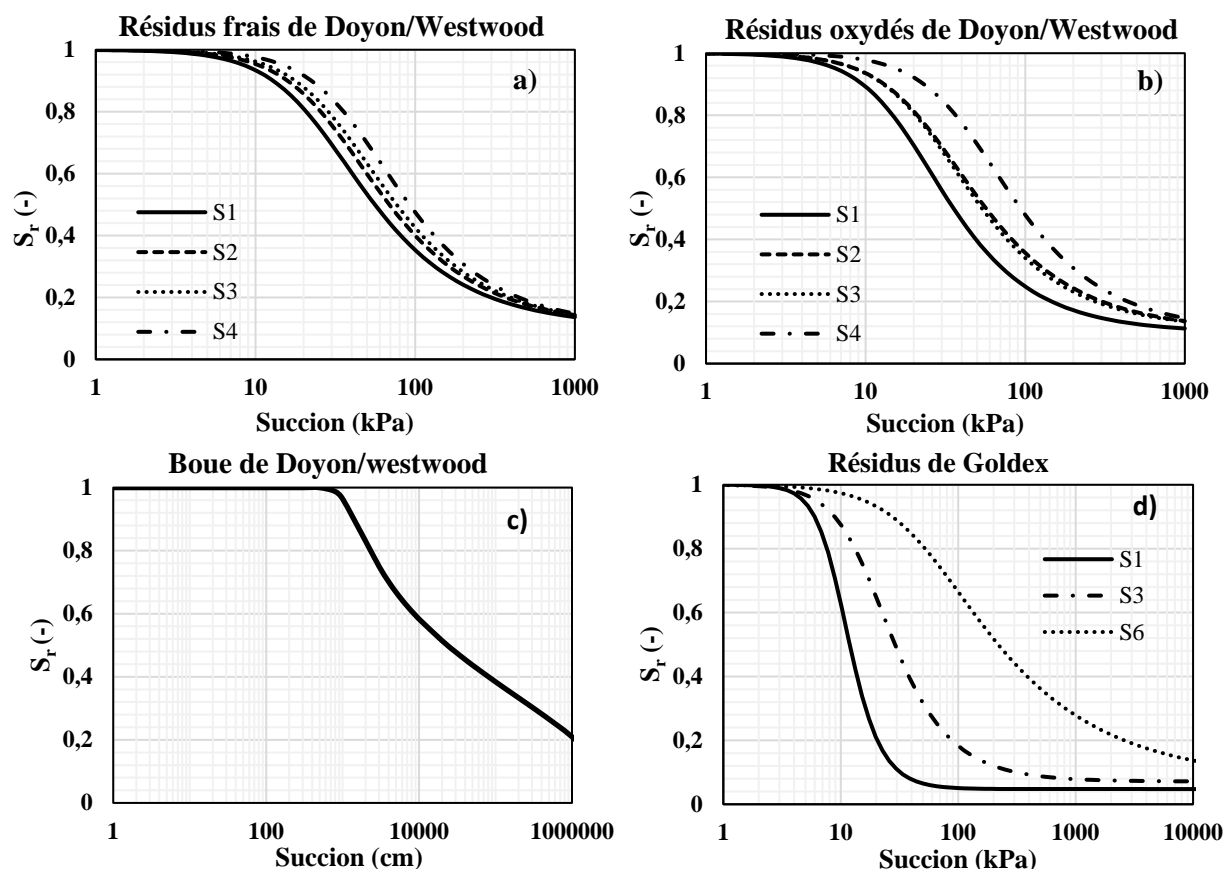 Résidus frais de Doyon/Westwood
1
0,8
0,6
0,4
0,2
0
S_r (-)
a)
S1
S2
S3
S4
1 10 100 1000
Succion (kPa)
Résidus oxydés de Doyon/Westwood
1
0,8
0,6
0,4
0,2
0
S_r (-)
b)
S1
S2
S3
S4
1 10 100 1000
Succion (kPa)
Boue de Doyon/westwood
1
0,8
0,6
0,4
0,2
0
S_r (-)
c)
1 100 10000 1000000
Succion (cm)
Résidus de Goldex
1
0,8
0,6
0,4
0,2
0
S_r (-)
d)
S1
S3
S6
1 10 100 1000 10000
Succion (kPa)